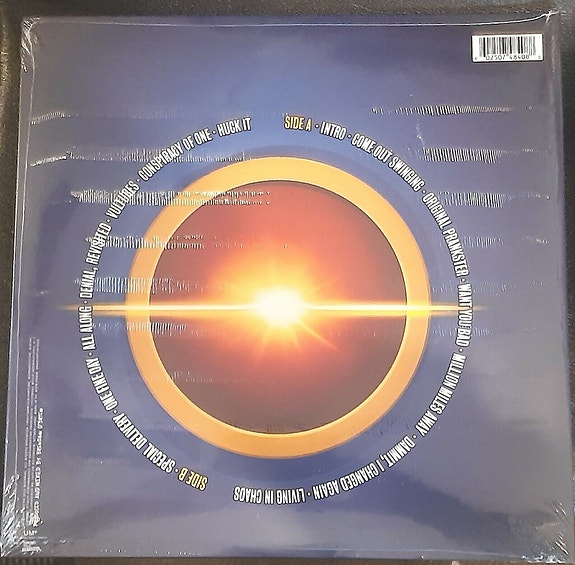 SIDE A · INTRO · COME OUT SWINGING · ORIGINAL PRANKSTER · WANT YOU BAD · MILLION MILES AWAY · DAMMIT, I CHANGED AGAIN · LIVING IN CHAOS
SIDE B · SPECIAL DELIVERY · ONE FINE DAY · ALL ALONG · DENIAL, REVISITED · VULTURES · CONSPIRACY OF ONE · HUCK IT
UMe